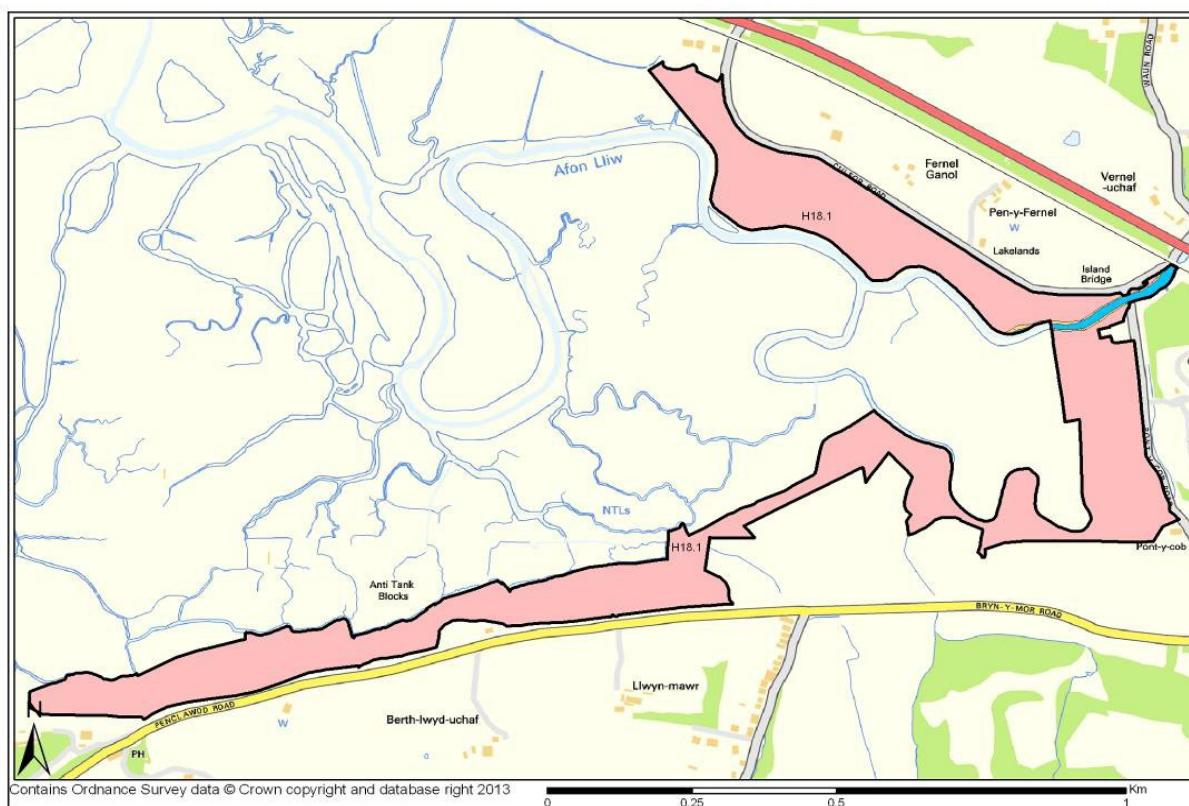 WAUN ROAD
Afon Lliw
Fernel
Ganol
Vernel
-uchaf
H18.1
Pen-y-Fernel
W
Lakelands
Island
Bridge
NTLs
H18.1
Pont-y-cob
Anti Tank
Blocks
BRYN-Y-MOR ROAD
Llwyn-mawr
PENCLAWDD ROAD
Berth-lwyd-uchaf
W
PH
N
Contains Ordnance Survey data © Crown copyright and database right 2013
Km
0
0.25
0.5
1